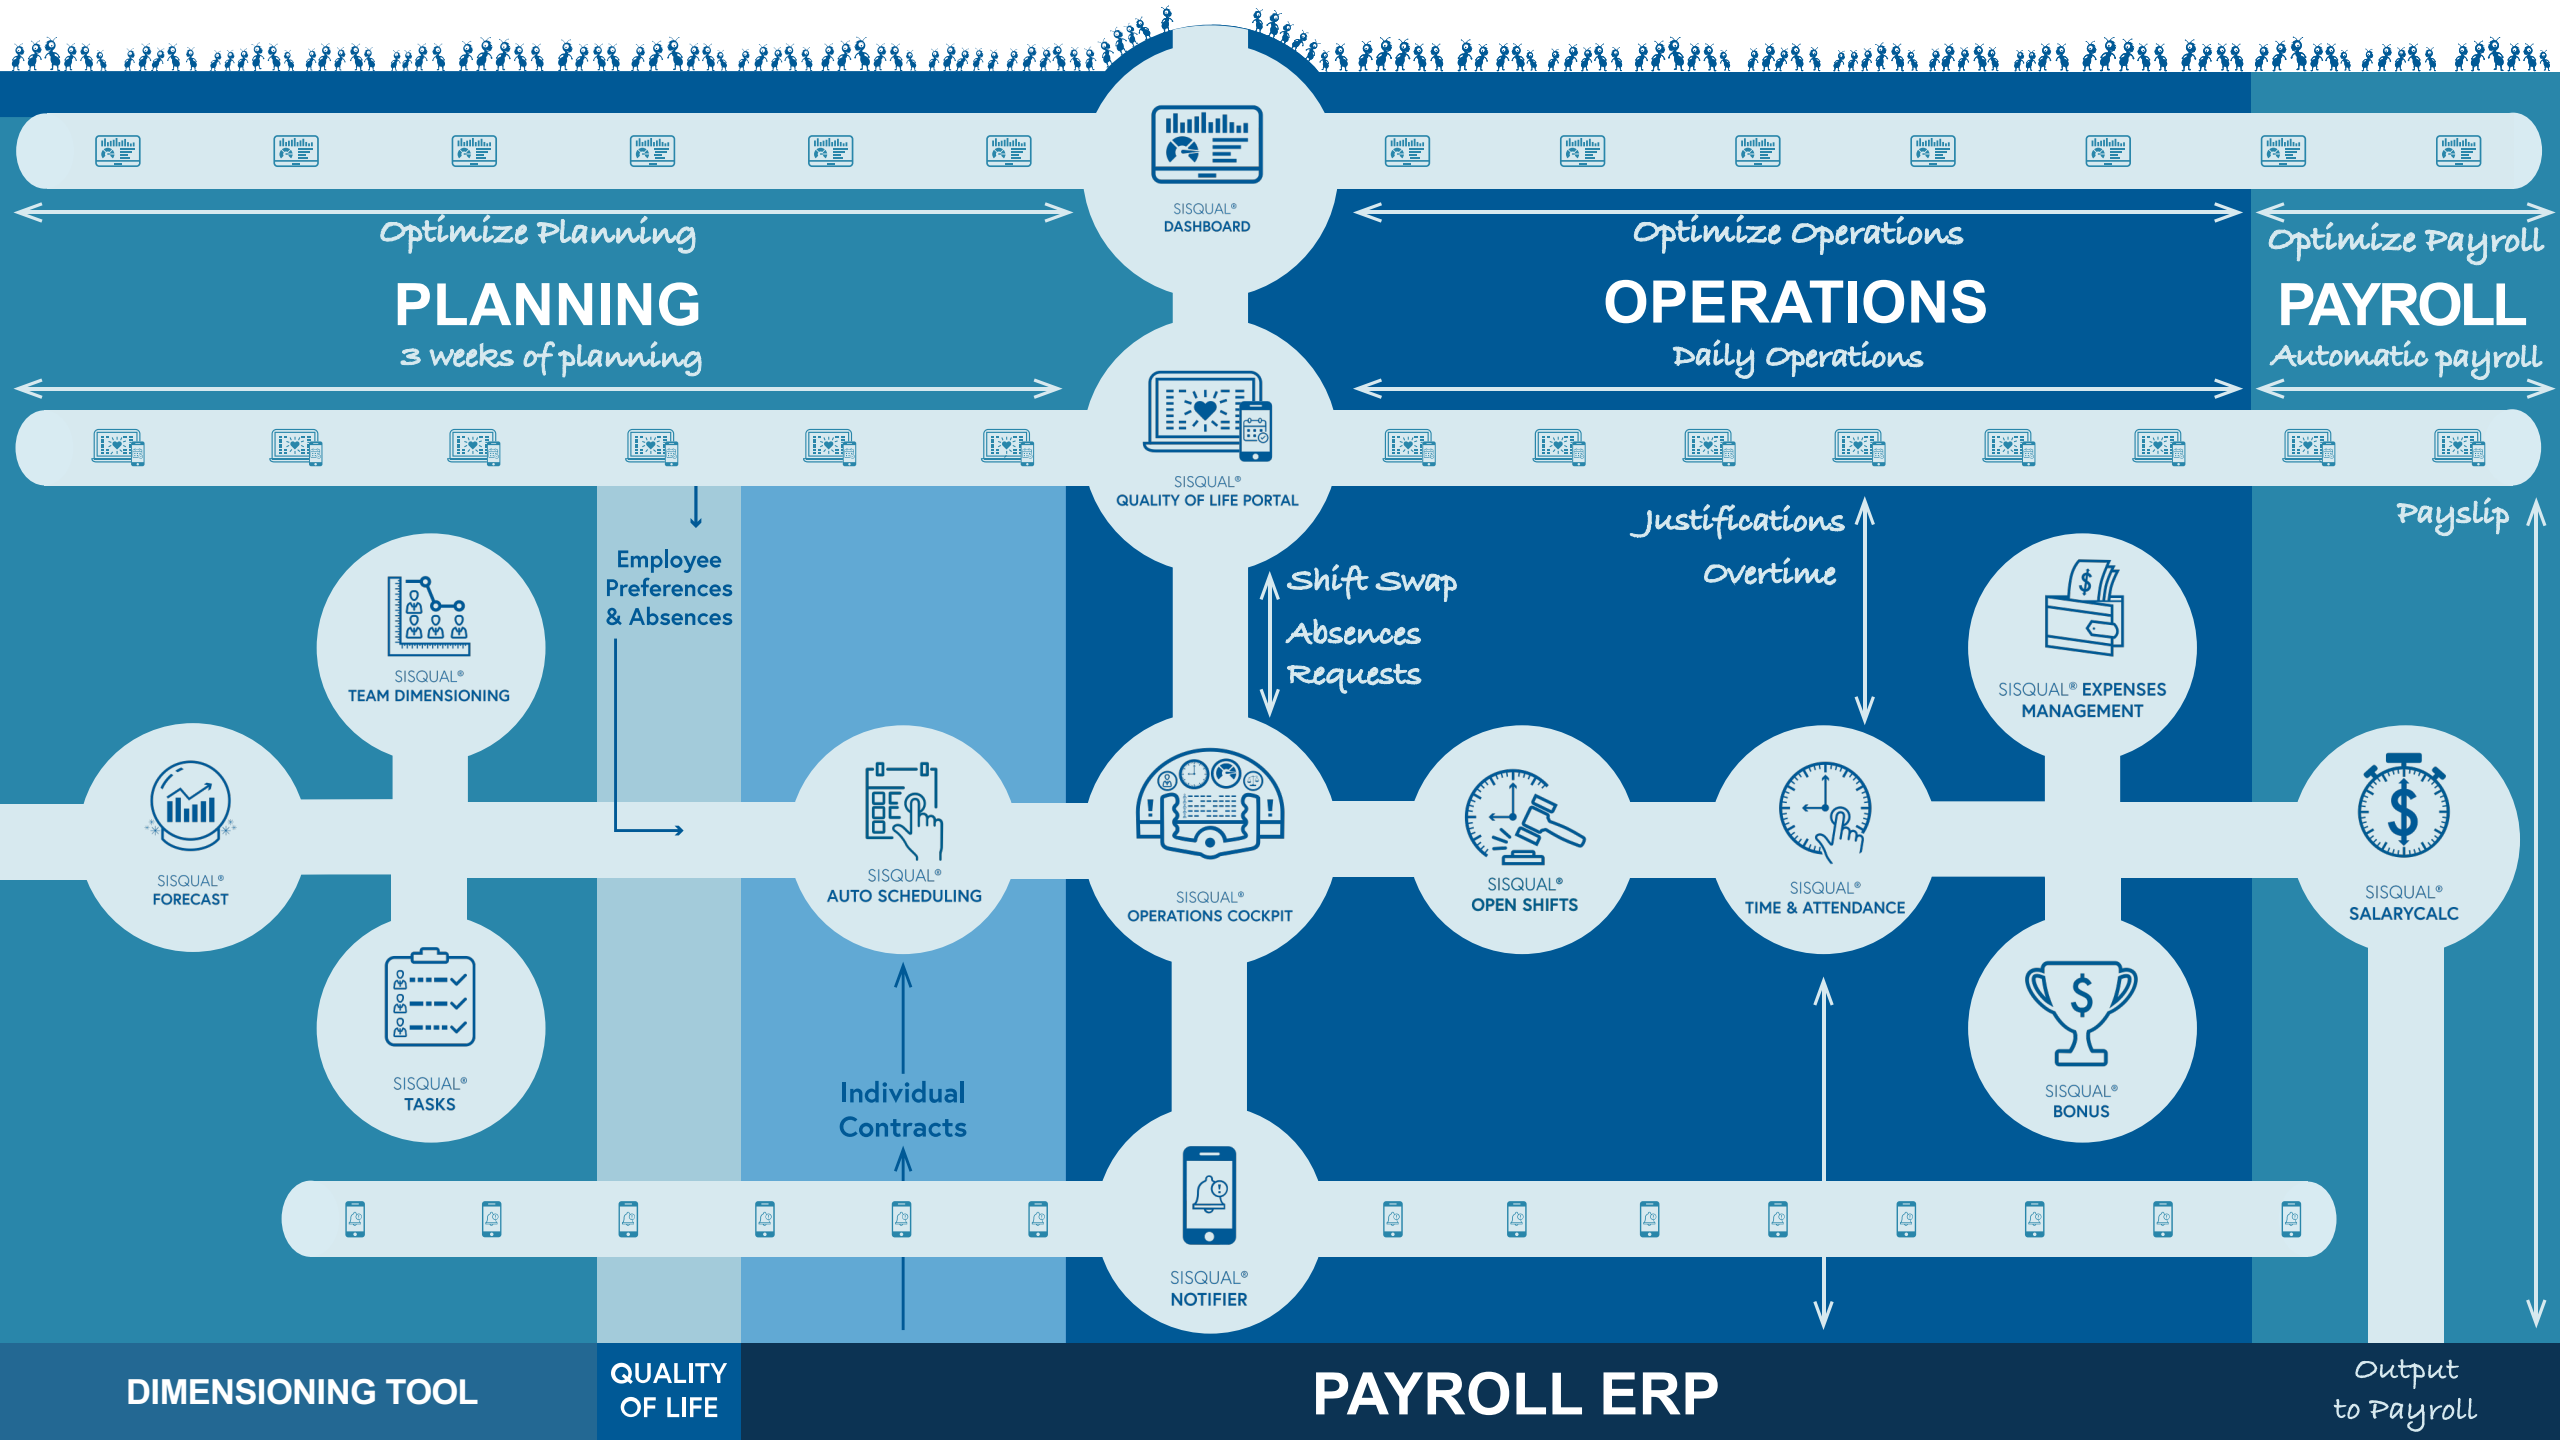 SISQUAL®
DASHBOARD
Optimize Planning
PLANNING
3 weeks of planning
Optimize Operations
OPERATIONS
Daily Operations
Optimize Payroll
PAYROLL
Automatic payroll
SISQUAL®
QUALITY OF LIFE PORTAL
Employee
Preferences
& Absences
Shift Swap
Absences
Requests
Justifications
Overtime
Payslip
SISQUAL®
TEAM DIMENSIONING
SISQUAL® EXPENSES
MANAGEMENT
SISQUAL®
FORECAST
SISQUAL®
AUTO SCHEDULING
SISQUAL®
OPERATIONS COCKPIT
SISQUAL®
OPEN SHIFTS
SISQUAL®
TIME & ATTENDANCE
SISQUAL®
SALARYCALC
SISQUAL®
TASKS
Individual
Contracts
SISQUAL®
BONUS
SISQUAL®
NOTIFIER
DIMENSIONING TOOL
QUALITY
OF LIFE
PAYROLL ERP
Output
to Payroll